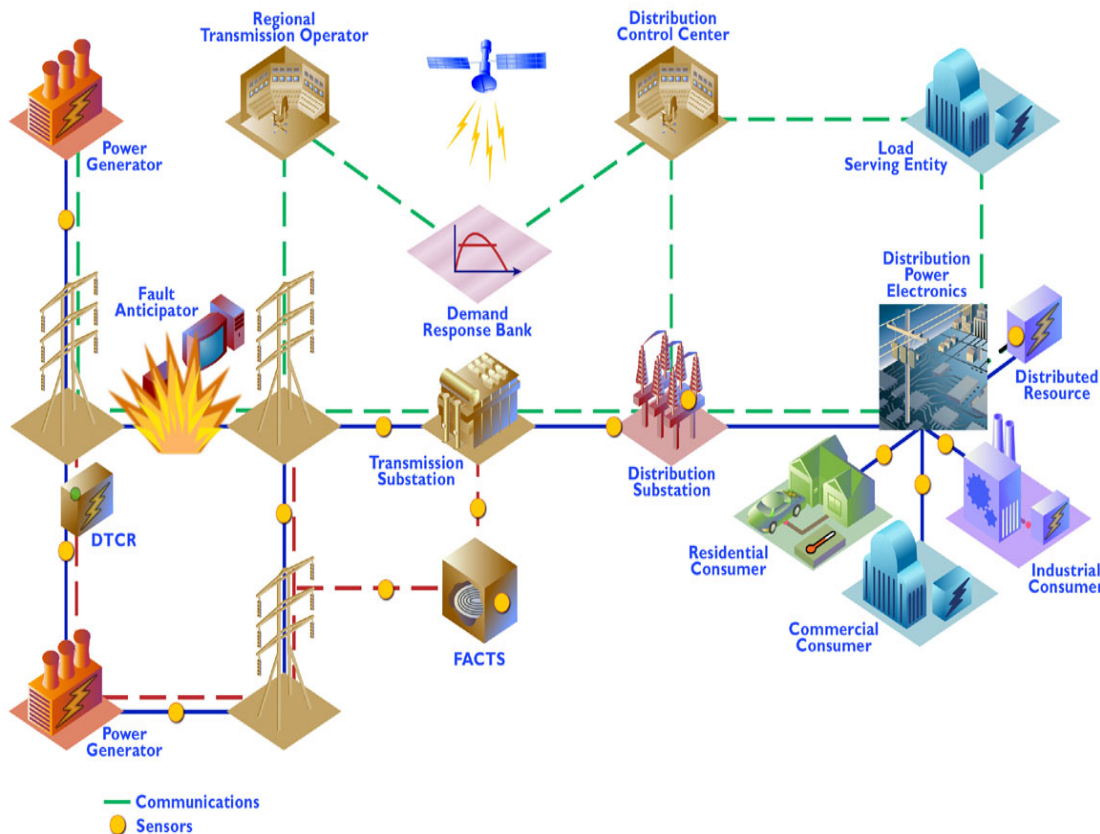 Regional
Transmission Operator
Distribution
Control Center
Power
Generator
Load
Serving Entity
Fault
Anticipator
Demand
Response Bank
Distribution
Power
Electronics
Distributed
Resource
Transmission
Substation
Distribution
Substation
DTCR
Residential
Consumer
Industrial
Consumer
Commercial
Consumer
FACTS
Power
Generator
Communications
Sensors